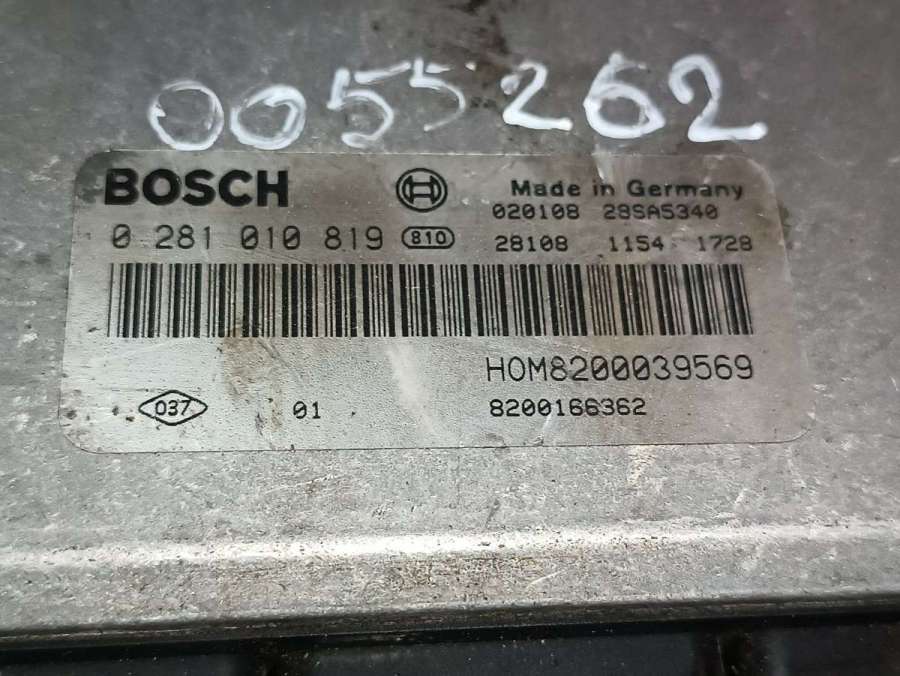 0055262
BOSCH
Made in Germany
020108 28SA5340
0 281 010 819 810
28108 1154 1728
HOM8200039569
037 01 8200166362